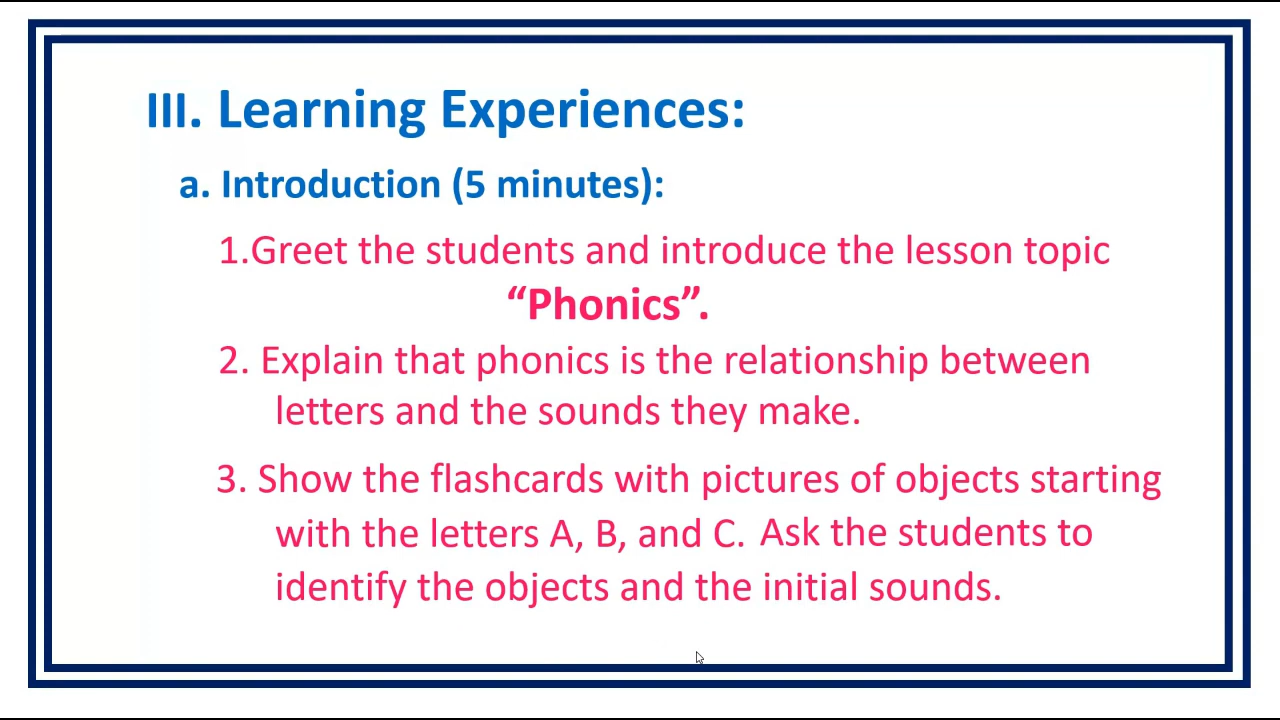 III. Learning Experiences:
a. Introduction (5 minutes):
1.Greet the students and introduce the lesson topic
“Phonics”.
2. Explain that phonics is the relationship between
letters and the sounds they make.
3. Show the flashcards with pictures of objects starting
with the letters A, B, and C. Ask the students to
identify the objects and the initial sounds.